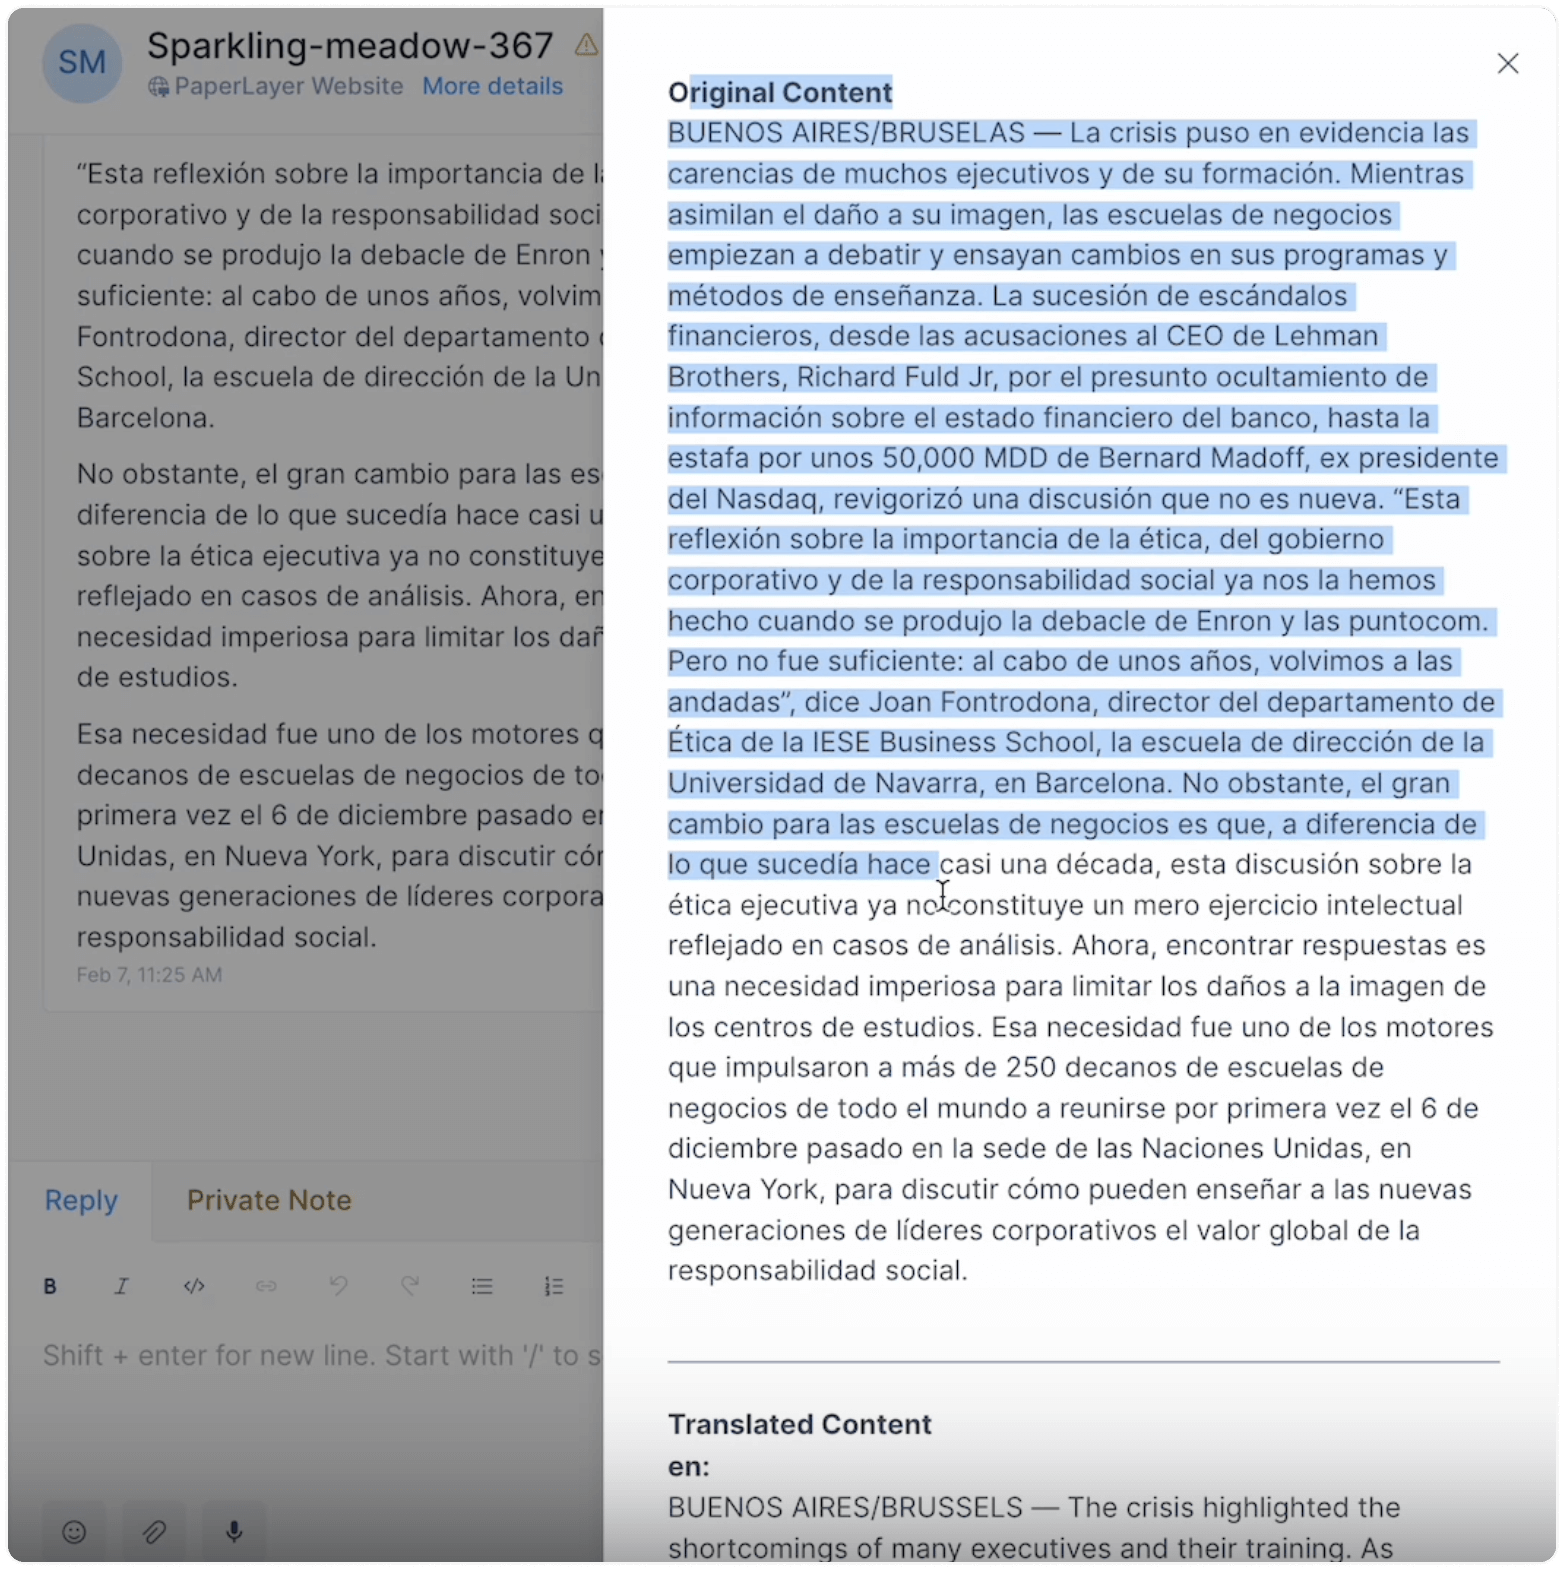 SM
Sparkling-meadow-367
PaperLayer Website More details
“Esta reflexión sobre la importancia de
corporativo y de la responsabilidad soci
cuando se produjo la debacle de Enron
suficiente: al cabo de unos años, volvim
Fontrodona, director del departamento
School, la escuela de dirección de la Un
Barcelona.
No obstante, el gran cambio para las es
diferencia de lo que sucedía hace casi u
sobre la ética ejecutiva ya no constituye
reflejado en casos de análisis. Ahora, en
necesidad imperiosa para limitar los dañ
de estudios.
Esa necesidad fue uno de los motores q
decanos de escuelas de negocios de to
primera vez el 6 de diciembre pasado en
Unidas, en Nueva York, para discutir cór
nuevas generaciones de líderes corpora
responsabilidad social.
Feb 7, 11:25 AM
Reply Private Note
B I </>
Shift + enter for new line. Start with '/' to s
Original Content
BUENOS AIRES/BRUSELAS — La crisis puso en evidencia las
carencias de muchos ejecutivos y de su formación. Mientras
asimilan el daño a su imagen, las escuelas de negocios
empiezan a debatir y ensayan cambios en sus programas y
métodos de enseñanza. La sucesión de escándalos
financieros, desde las acusaciones al CEO de Lehman
Brothers, Richard Fuld Jr, por el presunto ocultamiento de
información sobre el estado financiero del banco, hasta la
estafa por unos 50,000 MDD de Bernard Madoff, ex presidente
del Nasdaq, revigorizó una discusión que no es nueva. “Esta
reflexión sobre la importancia de la ética, del gobierno
corporativo y de la responsabilidad social ya nos la hemos
hecho cuando se produjo la debacle de Enron y las puntocom.
Pero no fue suficiente: al cabo de unos años, volvimos a las
andadas”, dice Joan Fontrodona, director del departamento de
Ética de la IESE Business School, la escuela de dirección de la
Universidad de Navarra, en Barcelona. No obstante, el gran
cambio para las escuelas de negocios es que, a diferencia de
lo que sucedía hace casi una década, esta discusión sobre la
ética ejecutiva ya no constituye un mero ejercicio intelectual
reflejado en casos de análisis. Ahora, encontrar respuestas es
una necesidad imperiosa para limitar los daños a la imagen de
los centros de estudios. Esa necesidad fue uno de los motores
que impulsaron a más de 250 decanos de escuelas de
negocios de todo el mundo a reunirse por primera vez el 6 de
diciembre pasado en la sede de las Naciones Unidas, en
Nueva York, para discutir cómo pueden enseñar a las nuevas
generaciones de líderes corporativos el valor global de la
responsabilidad social.
Translated Content
en:
BUENOS AIRES/BRUSSELS — The crisis highlighted the
shortcomings of many executives and their training. As